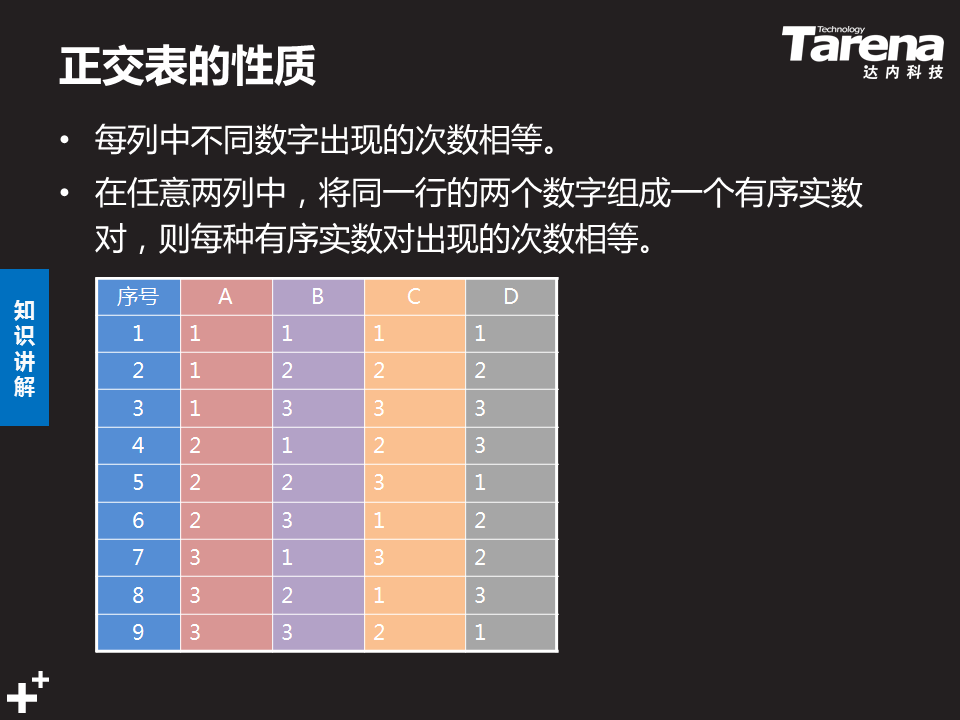 正交表的性质
Technology
Tarena
达内科技
• 每列中不同数字出现的次数相等。
• 在任意两列中，将同一行的两个数字组成一个有序实数
对，则每种有序实数对出现的次数相等。
知识讲解
序号 A B C D
1 1 1 1 1
2 1 2 2 2
3 1 3 3 3
4 2 1 2 3
5 2 2 3 1
6 2 3 1 2
7 3 1 3 2
8 3 2 1 3
9 3 3 2 1